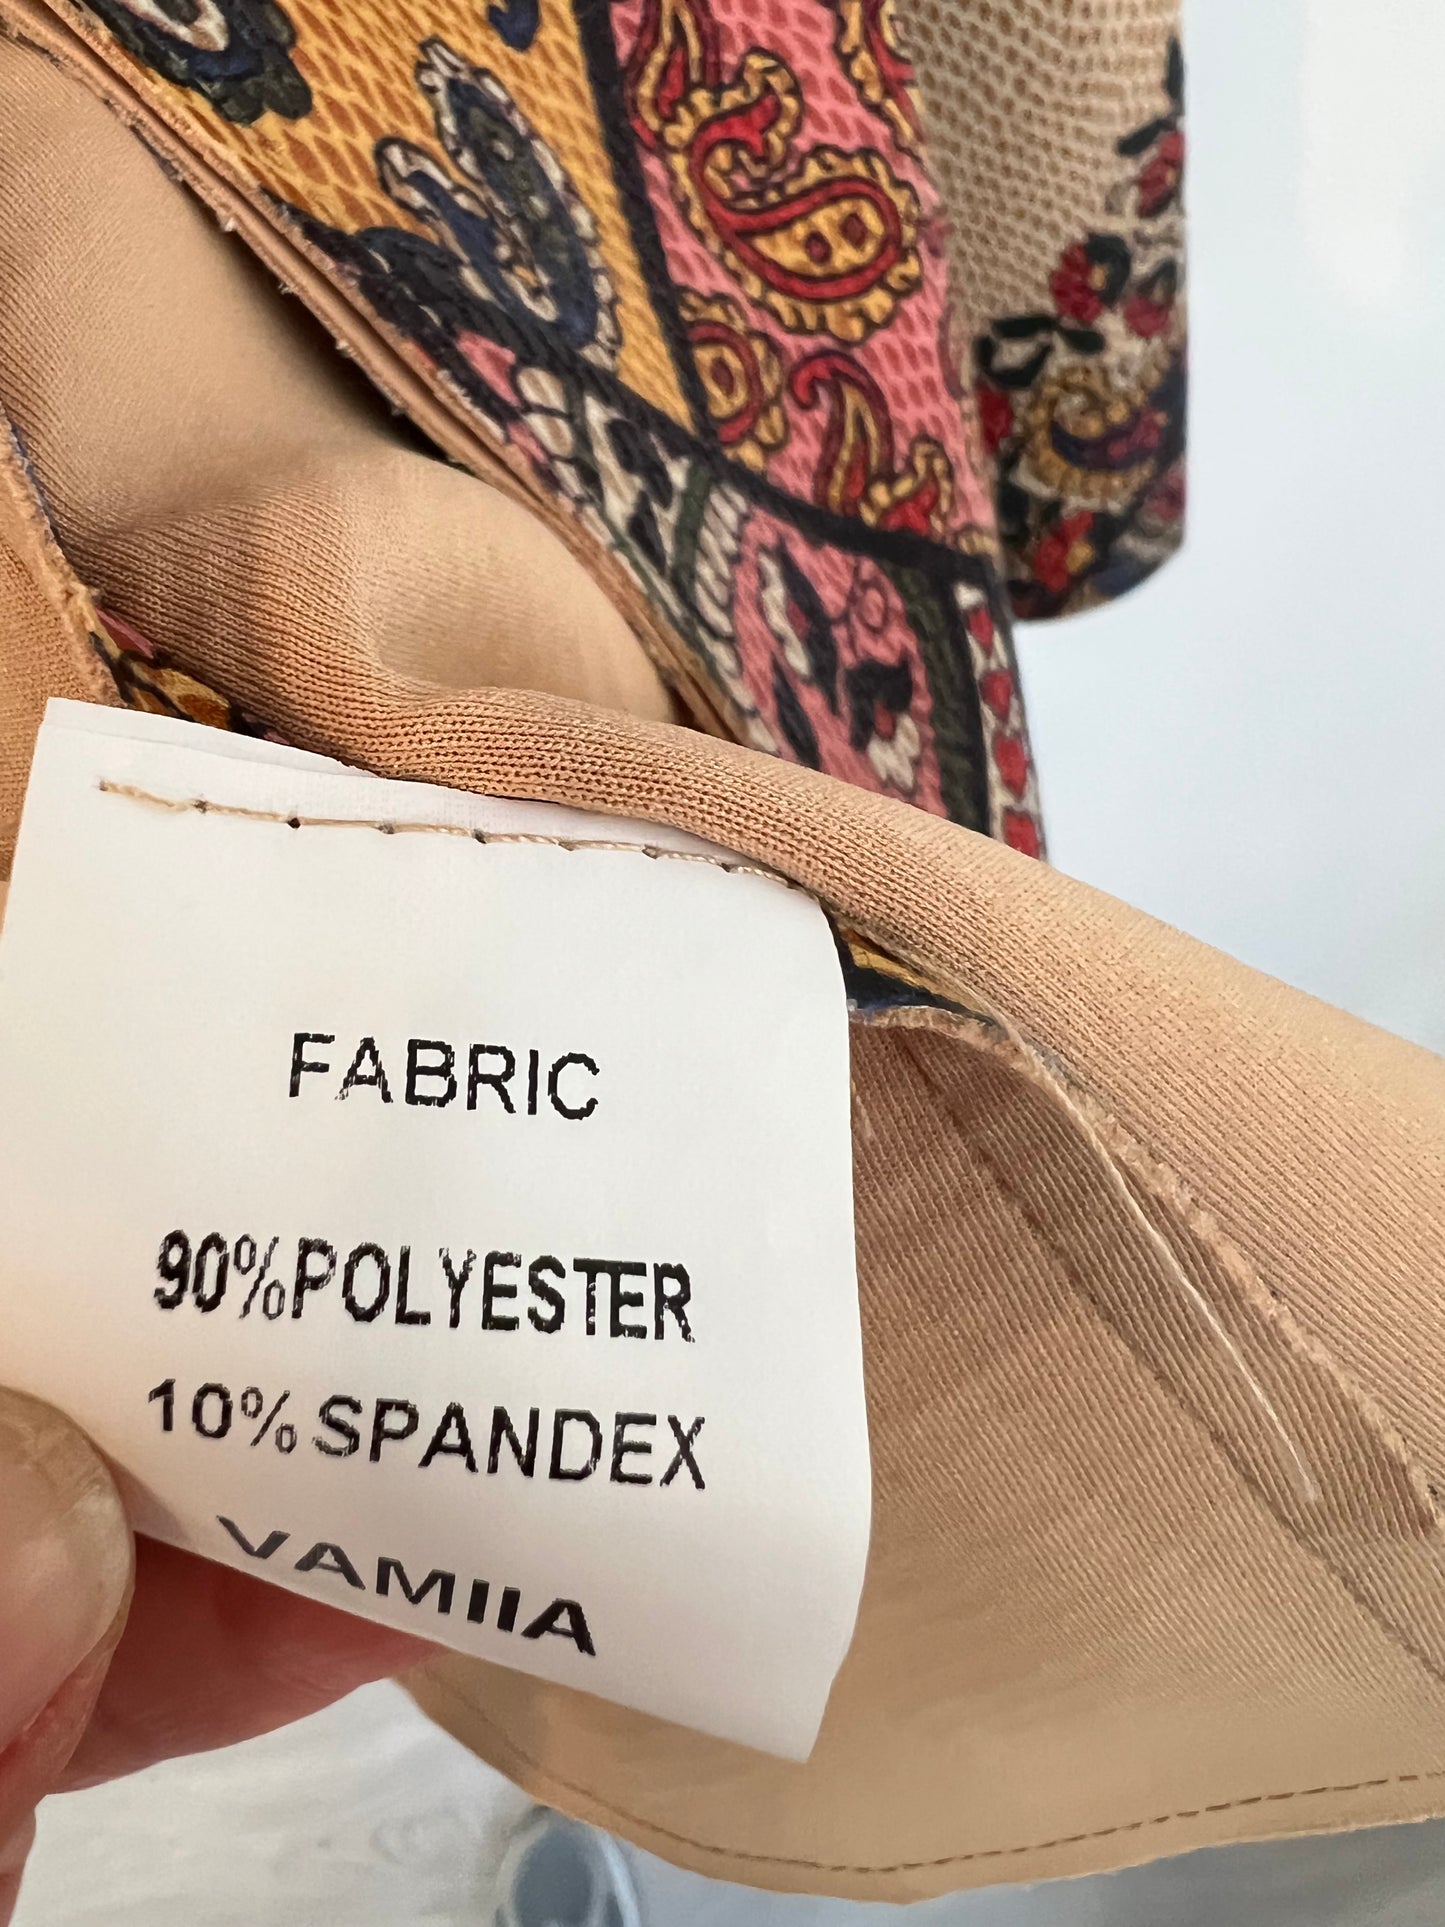 FABRIC
90%POLYESTER
10%SPANDEX
VAMIIA